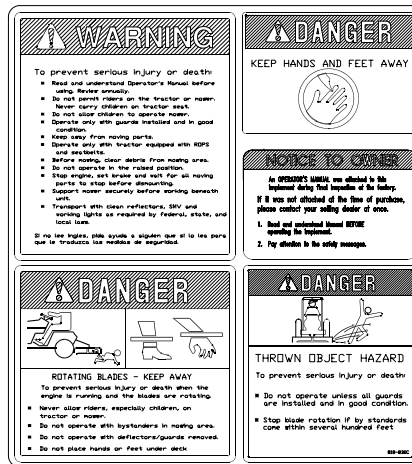 WARNING
To prevent serious injury or death:
■ Read and understand Operator's Manual before
using. Review annually.
■ Do not permit riders on the tractor or mower.
Never carry children on tractor seat.
■ Do not allow children to operate mower.
■ Operate only with guards installed and in good
condition.
■ Keep away from moving parts.
■ Operate only with tractor equipped with ROPS
and seatbelts.
■ Before mowing, clear debris from mowing area.
■ Do not operate in the raised position.
■ Stop engine, set brake and wait for all moving
parts to stop before dismounting.
■ Support mower securely before working beneath
unit.
■ Transport with clean reflectors, SMV and
working lights as required by federal, state, and
local laws.
Si no lee ingles, pida ayuda a alguien que si lo lea para
que le traduzca las medidas de seguridad.
DANGER
KEEP HANDS AND FEET AWAY
NOTICE TO OWNER
An OPERATOR'S MANUAL was attached to this
implement during final inspection at the factory.
If it was not attached at the time of purchase,
please contact your selling dealer at once.
1. Read and understand Manual BEFORE
operating the implement.
2. Pay attention to the safety messages.
DANGER
ROTATING BLADES - KEEP AWAY
To prevent serious injury or death when the
engine is running and the blades are rotating.
■ Never allow riders, especially children, on
tractor or mower.
■ Do not operate with bystanders in mowing area.
■ Do not operate with deflectors/guards removed.
■ Do not place hands or feet under deck
DANGER
THROWN OBJECT HAZARD
To prevent serious injury or death:
■ Do not operate unless all guards
are installed and in good condition.
■ Stop blade rotation if by standards
come within several hundred feet